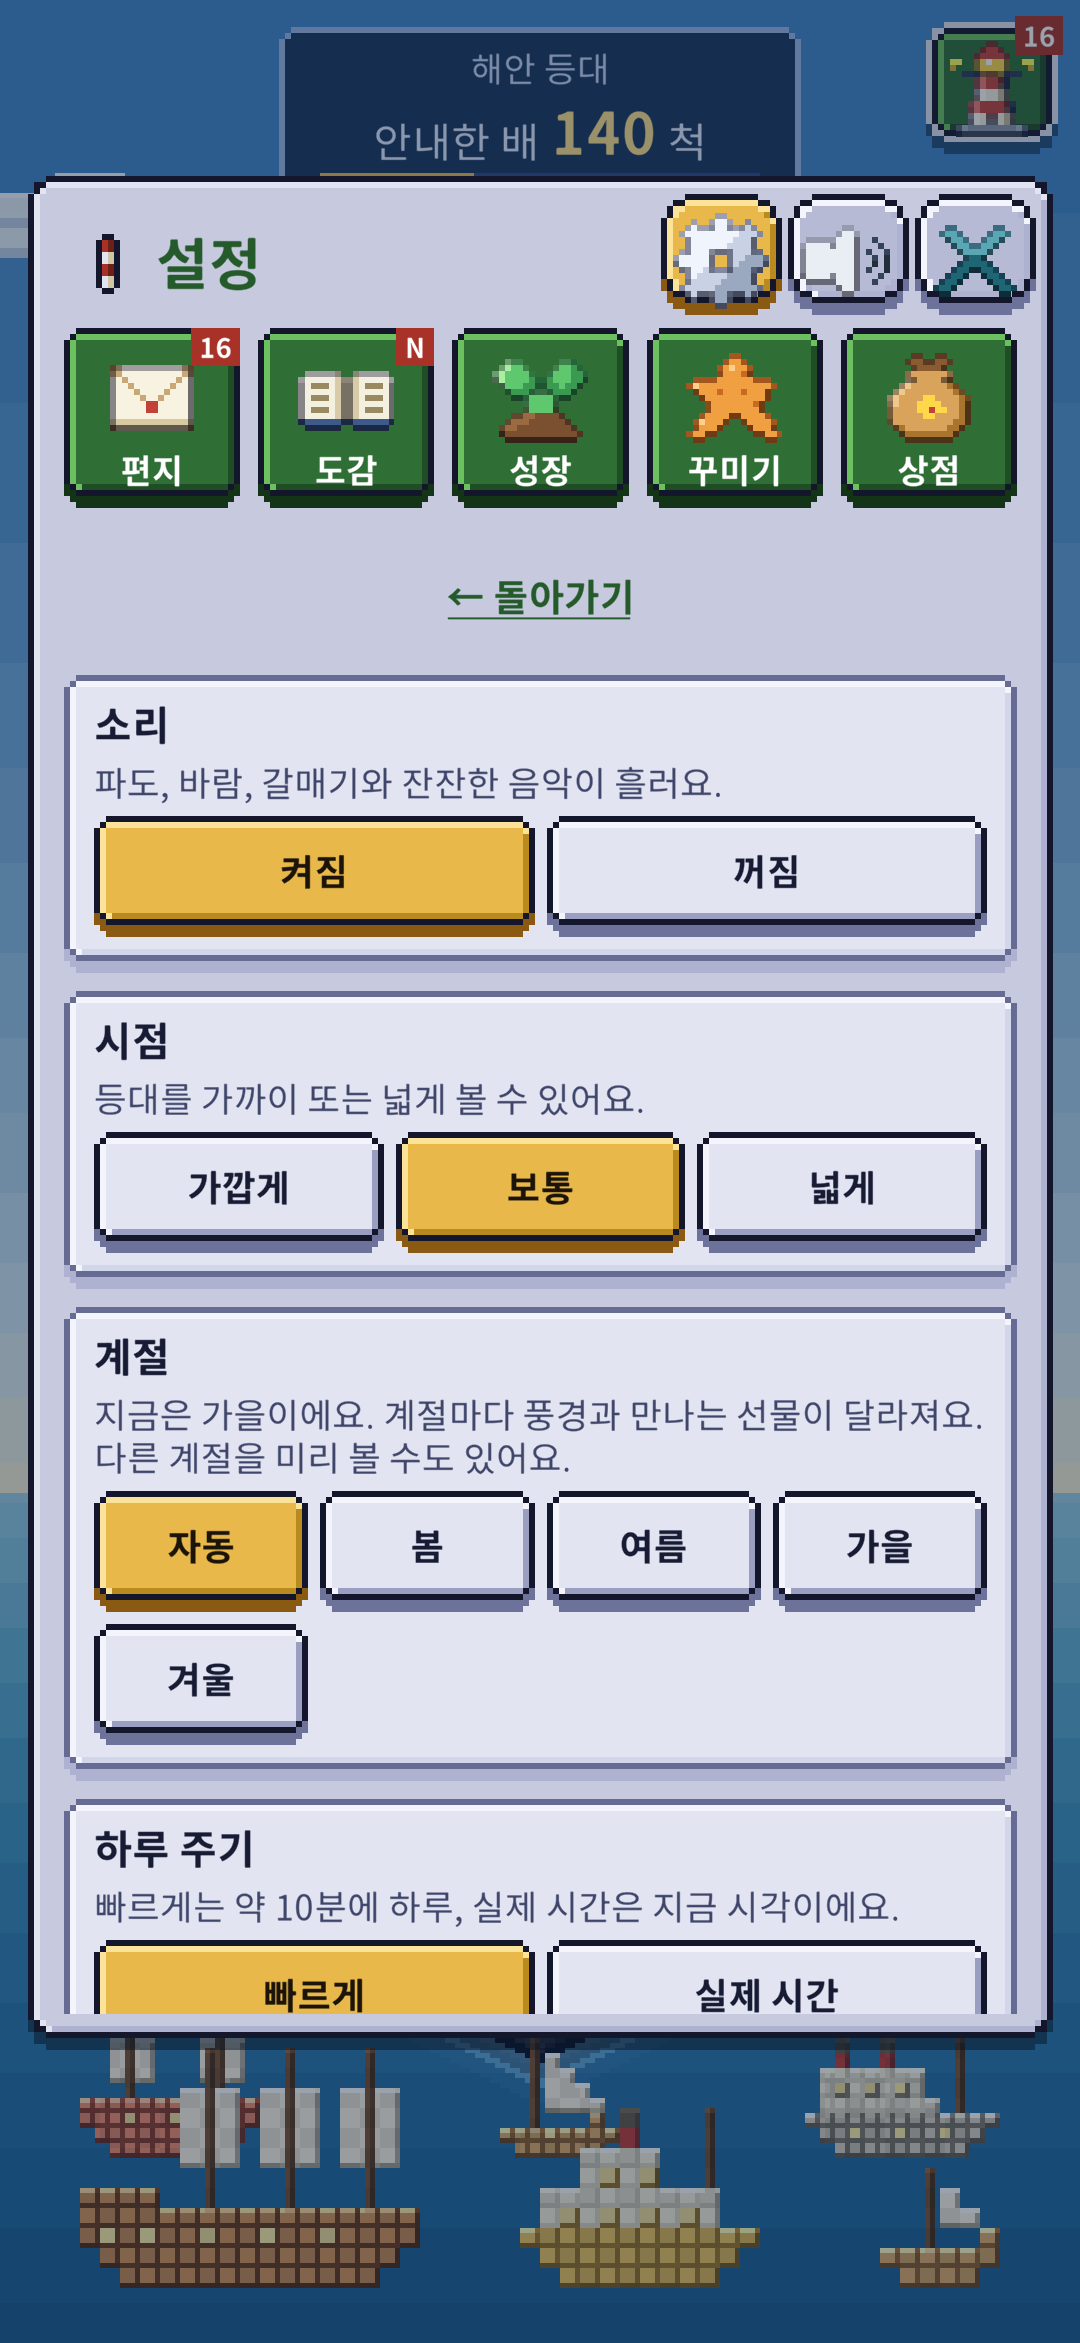 해안 등대
안내한 배 140 척
16
설정
16
N
편지
도감
성장
꾸미기
상점
← 돌아가기
소리
파도, 바람, 갈매기와 잔잔한 음악이 흘러요.
켜짐
꺼짐
시점
등대를 가까이 또는 넓게 볼 수 있어요.
가깝게
보통
넓게
계절
지금은 가을이에요. 계절마다 풍경과 만나는 선물이 달라져요.
다른 계절을 미리 볼 수도 있어요.
자동
봄
여름
가을
겨울
하루 주기
빠르게는 약 10분에 하루, 실제 시간은 지금 시각이에요.
빠르게
실제 시간